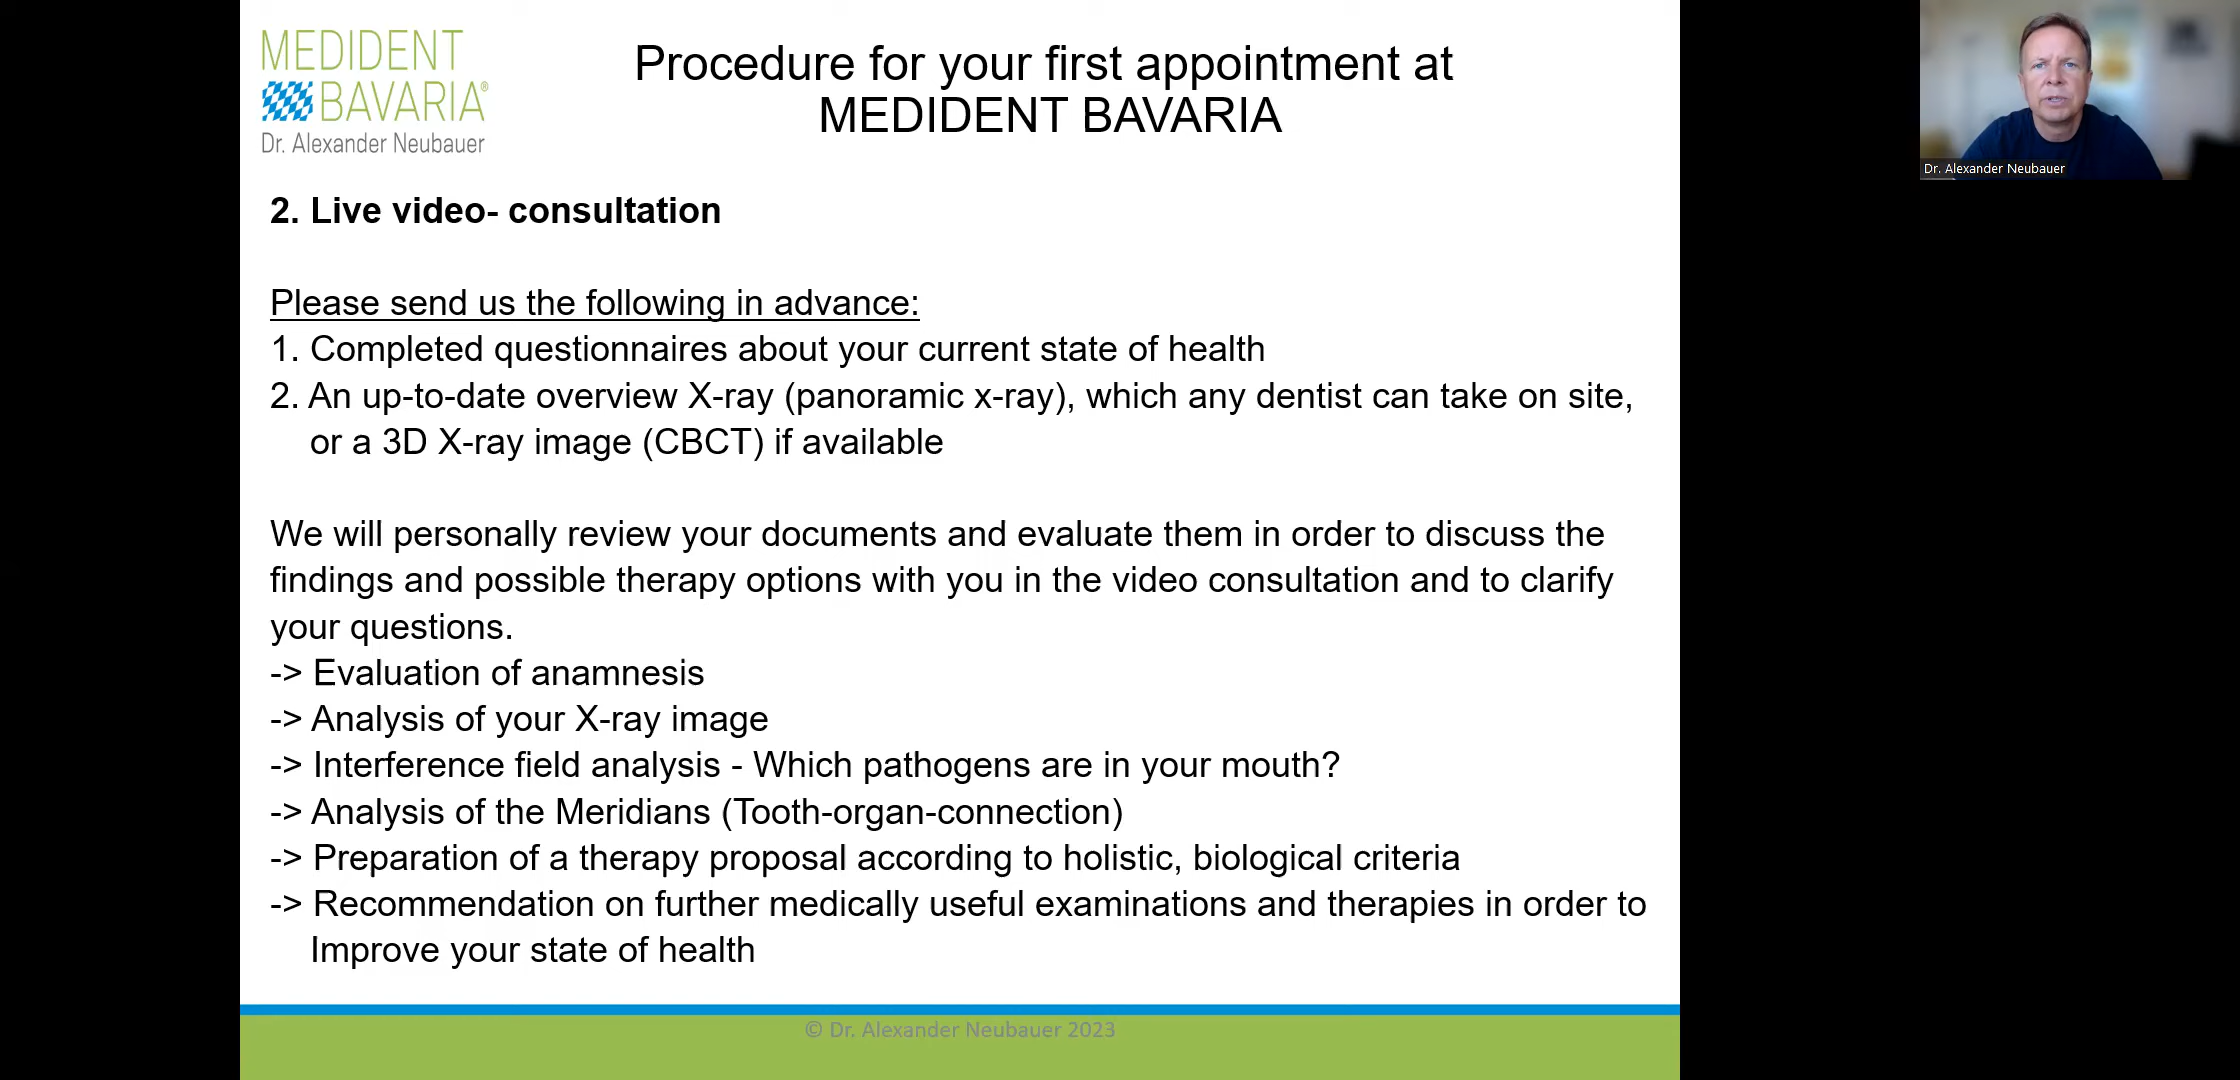 MEDIDENT
BAVARIA®
Dr. Alexander Neubauer
Procedure for your first appointment at
MEDIDENT BAVARIA
Dr. Alexander Neubauer
2. Live video- consultation
Please send us the following in advance:
1. Completed questionnaires about your current state of health
2. An up-to-date overview X-ray (panoramic x-ray), which any dentist can take on site,
or a 3D X-ray image (CBCT) if available
We will personally review your documents and evaluate them in order to discuss the
findings and possible therapy options with you in the video consultation and to clarify
your questions.
-> Evaluation of anamnesis
-> Analysis of your X-ray image
-> Interference field analysis - Which pathogens are in your mouth?
-> Analysis of the Meridians (Tooth-organ-connection)
-> Preparation of a therapy proposal according to holistic, biological criteria
-> Recommendation on further medically useful examinations and therapies in order to
Improve your state of health
© Dr. Alexander Neubauer 2023